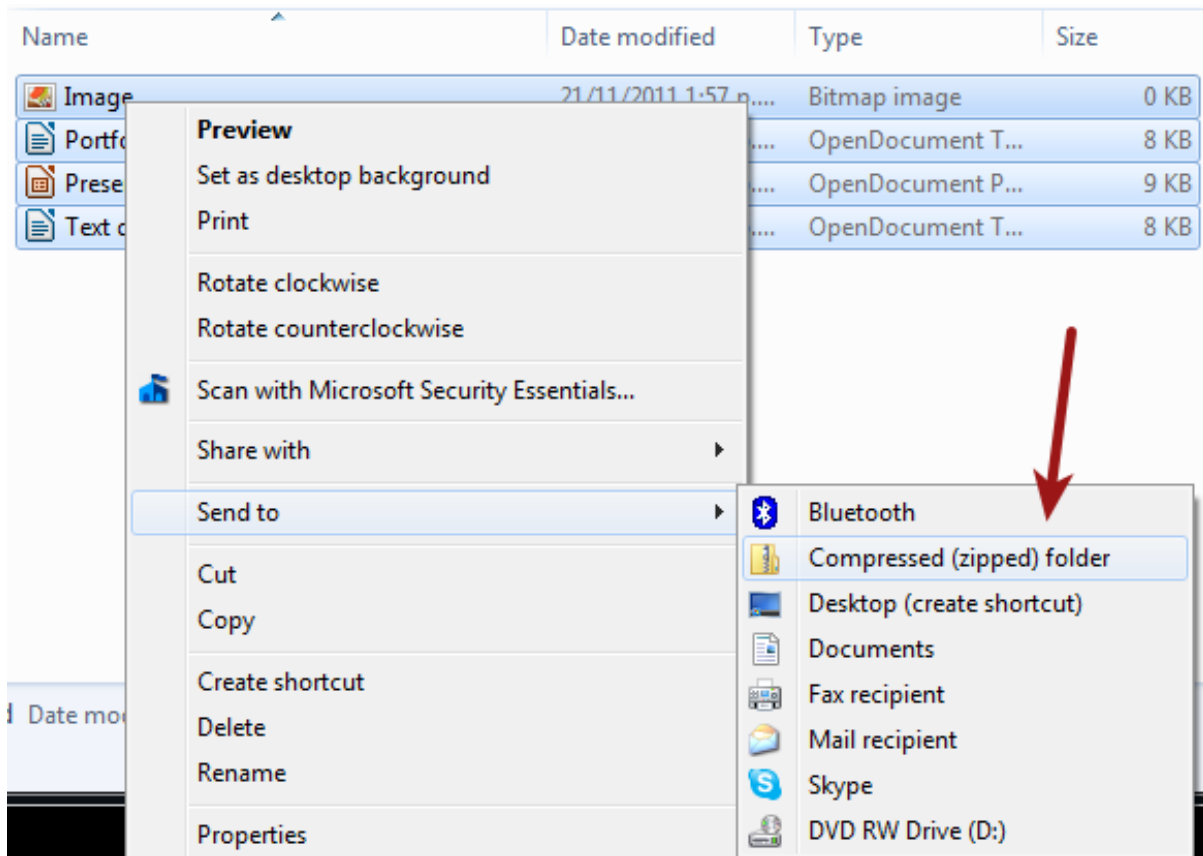 Name Date modified Type Size
Image 21/11/2011 1:57 p.... Bitmap image 0 KB
Portfo .... OpenDocument T... 8 KB
Prese .... OpenDocument P... 9 KB
Text .... OpenDocument T... 8 KB
Preview
Set as desktop background
Print
Rotate clockwise
Rotate counterclockwise
Scan with Microsoft Security Essentials...
Share with
Send to
Cut
Copy
Create shortcut
Delete
Rename
Properties
Bluetooth
Compressed (zipped) folder
Desktop (create shortcut)
Documents
Fax recipient
Mail recipient
Skype
DVD RW Drive (D:)
Date mod